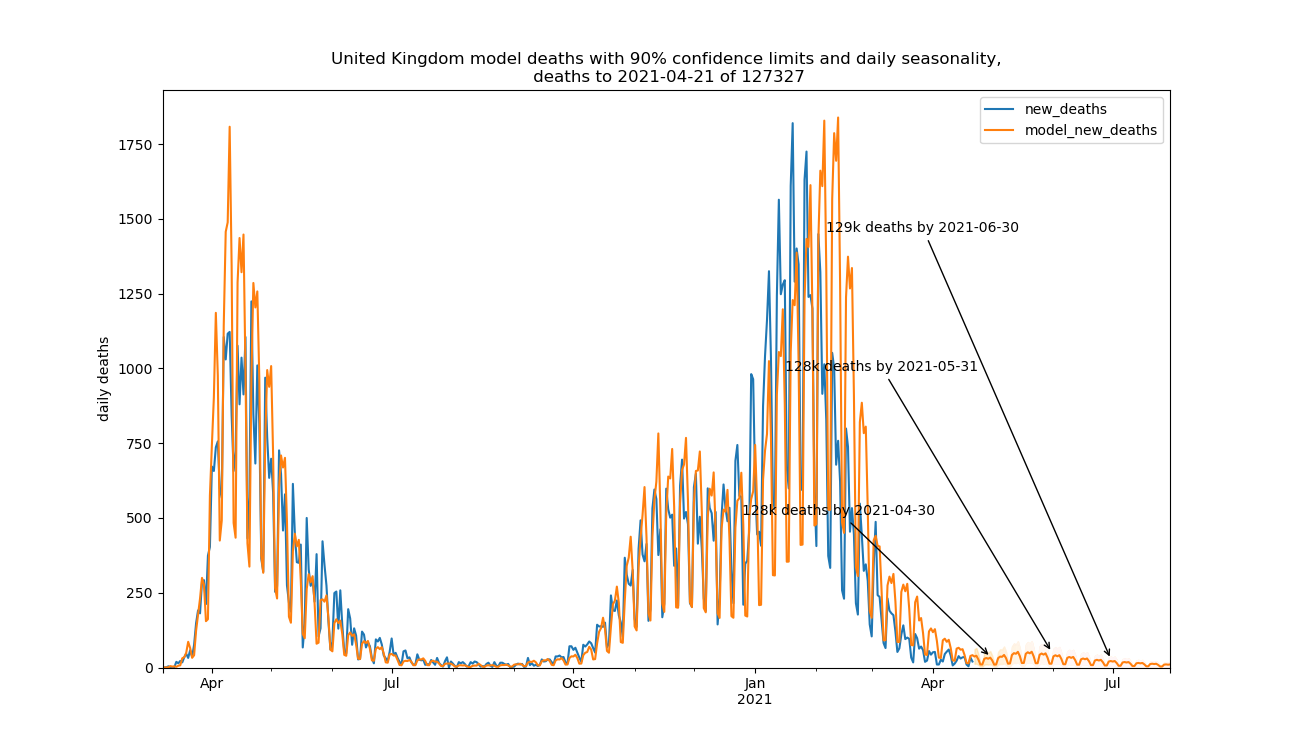 United Kingdom model deaths with 90% confidence limits and daily seasonality,
deaths to 2021-04-21 of 127327
new_deaths
model_new_deaths
1750
1500
1250
1000
750
500
250
0
daily deaths
129k deaths by 2021-06-30
128k deaths by 2021-05-31
128k deaths by 2021-04-30
Apr
Jul
Oct
Jan
2021
Apr
Jul